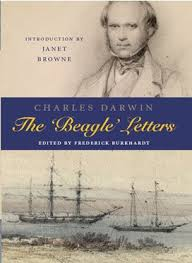 INTRODUCTION BY
JANET
BROWNE
CHARLES DARWIN
The 'Beagle' Letters
EDITED BY FREDERICK BURKHARDT